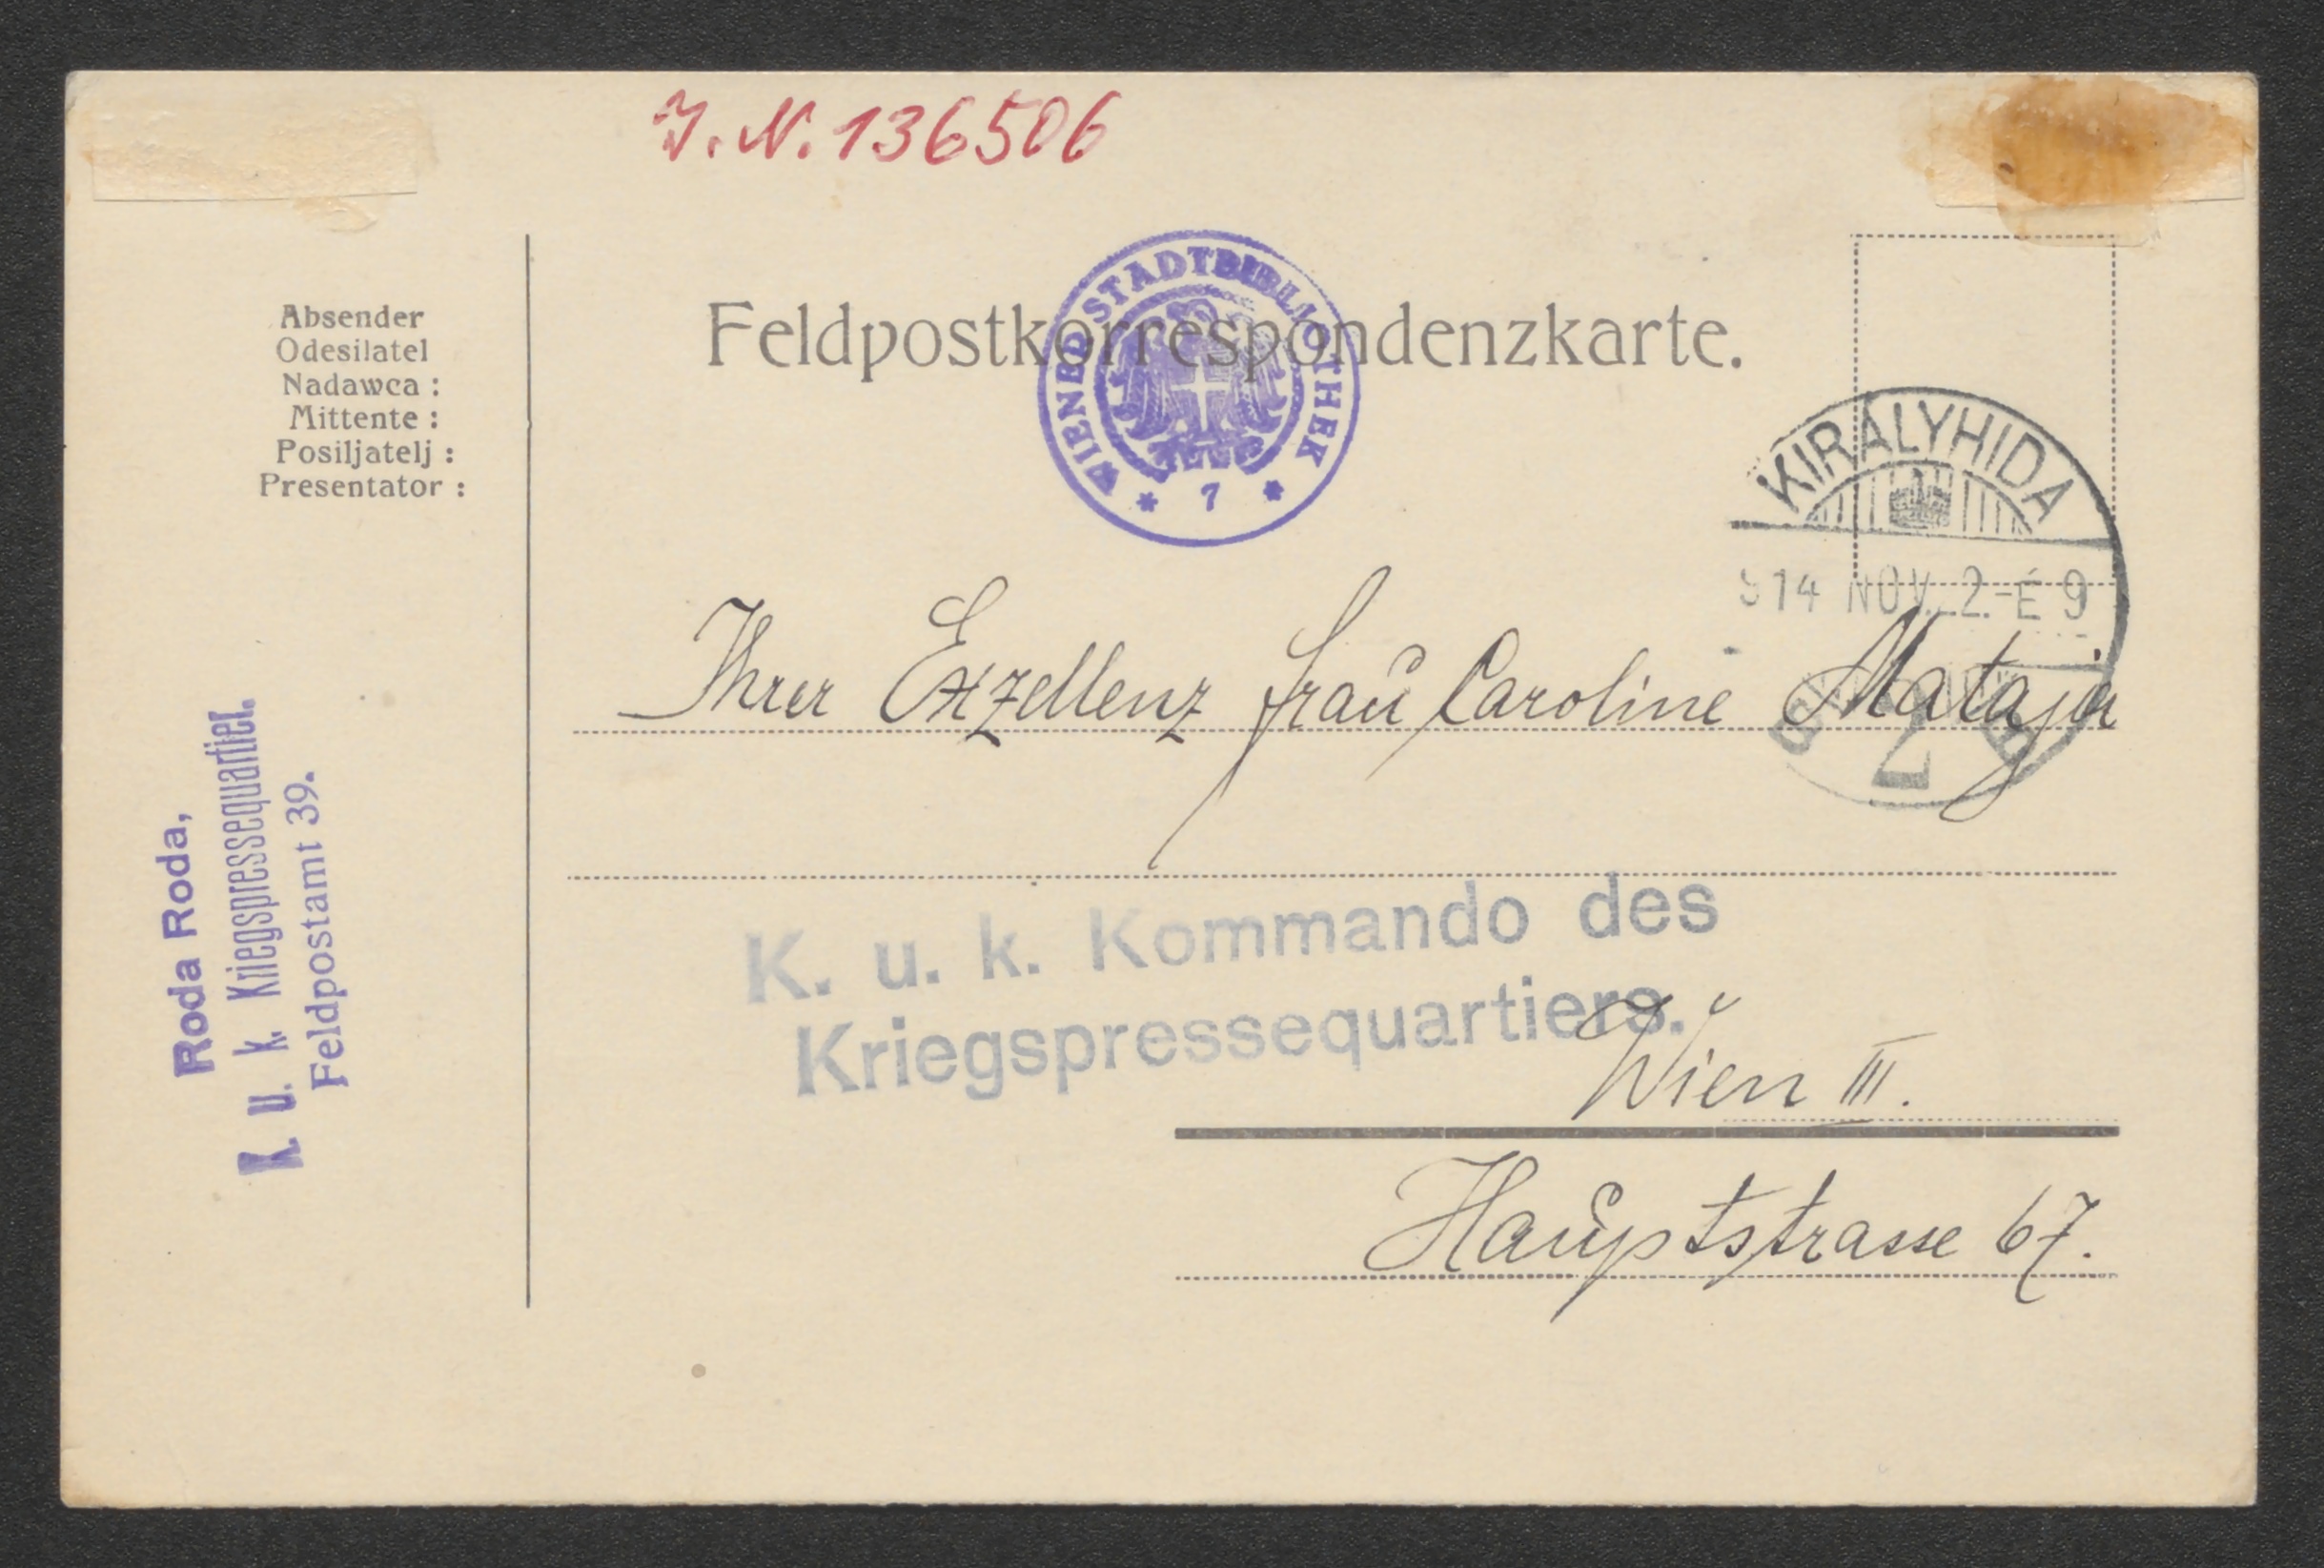 J. N. 136506
WIENER STADTBIBLIOTHEK
* 7 *
Feldpostkorrespondenzkarte.
Absender
Odesilatel
Nadawca :
Mittente :
Posiljatelj :
Presentator :
KIRÁLYHIDA
914 NOV. 2.-É 9
Ihrer Exzellenz Frau Caroline Mataja
Roda Roda,
K. u. k. Kriegspressequartier.
Feldpostamt 39.
K. u. k. Kommando des
Kriegspressequartiers.
Wien III.
Hauptstrasse 67.